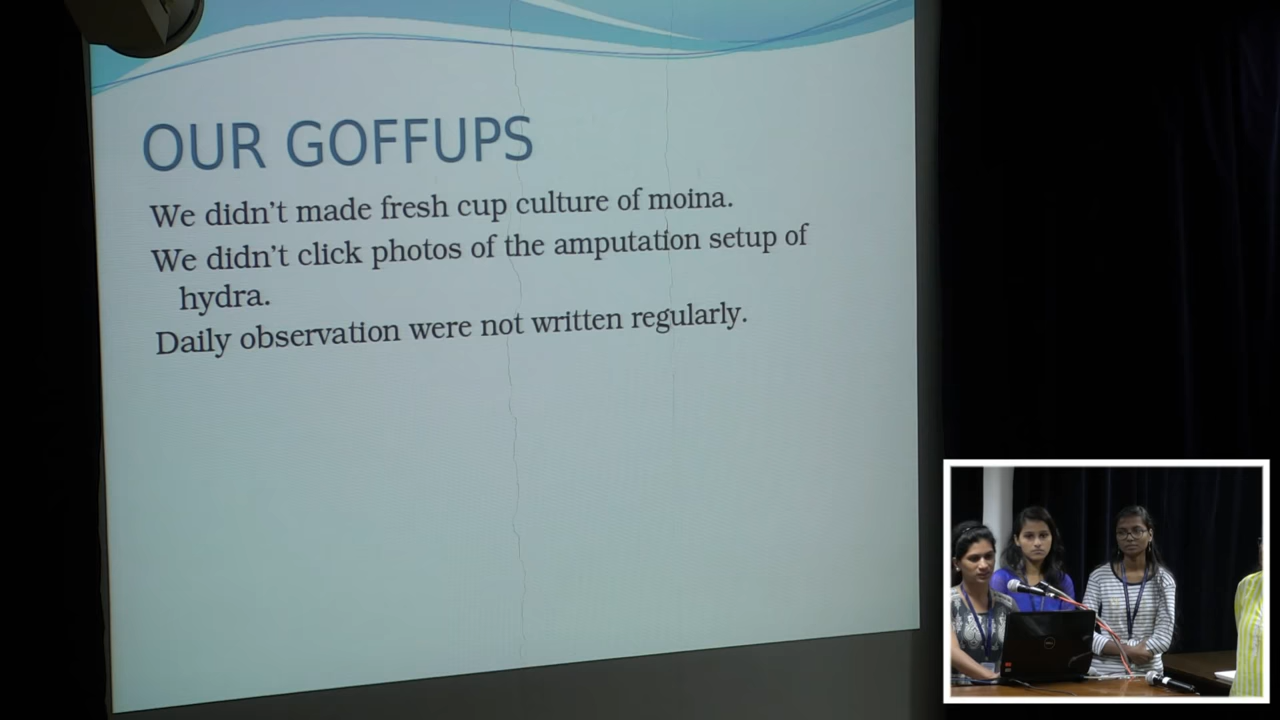 OUR GOFFUPS
We didn't made fresh cup culture of moina.
We didn't click photos of the amputation setup of
hydra.
Daily observation were not written regularly.